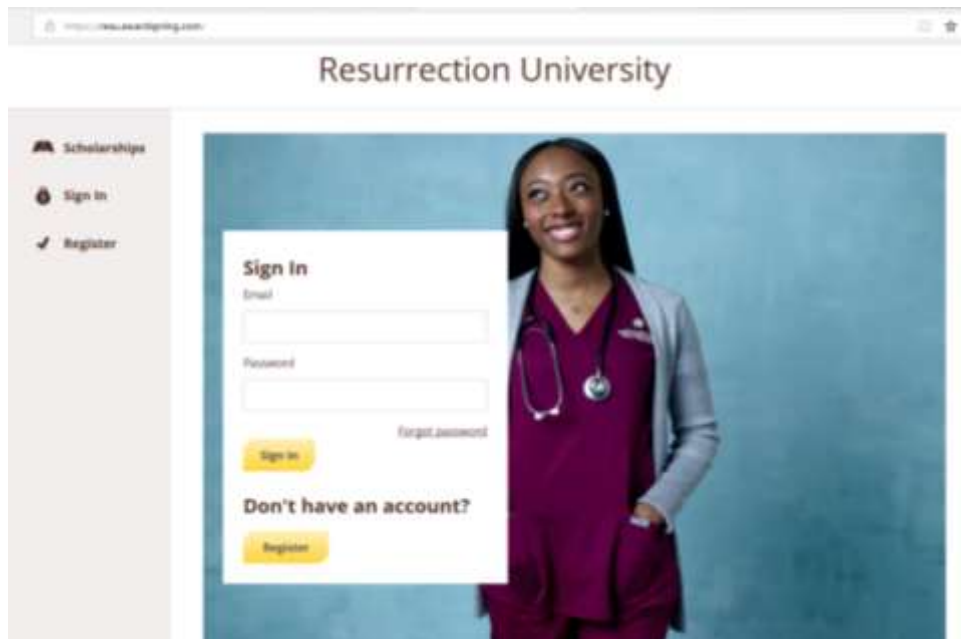 Resurrection University
Scholarships
Sign In
Register
Sign In
Email
Password
Forgot password
Sign In
Don't have an account?
Register